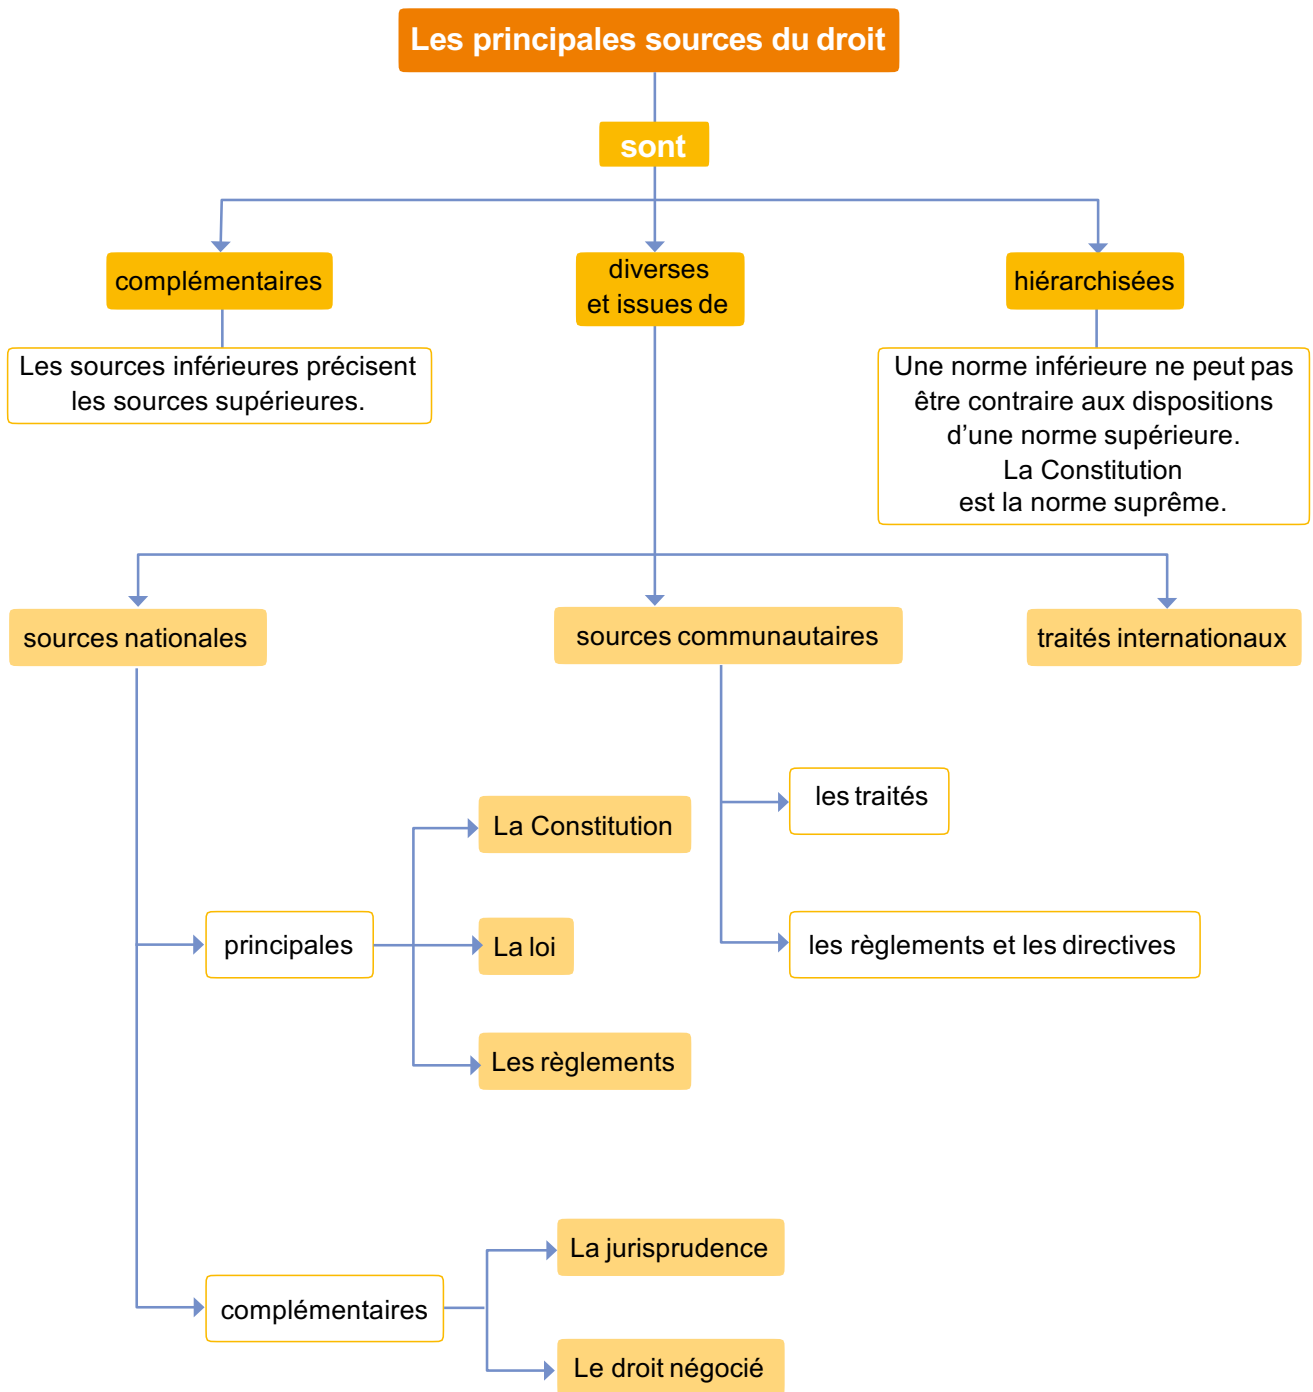 Les principales sources du droit
sont
complémentaires
diverses
et issues de
hiérarchisées
Les sources inférieures précisent
les sources supérieures.
Une norme inférieure ne peut pas
être contraire aux dispositions
d’une norme supérieure.
La Constitution
est la norme suprême.
sources nationales
sources communautaires
traités internationaux
les traités
La Constitution
principales
La loi
les règlements et les directives
Les règlements
La jurisprudence
complémentaires
Le droit négocié